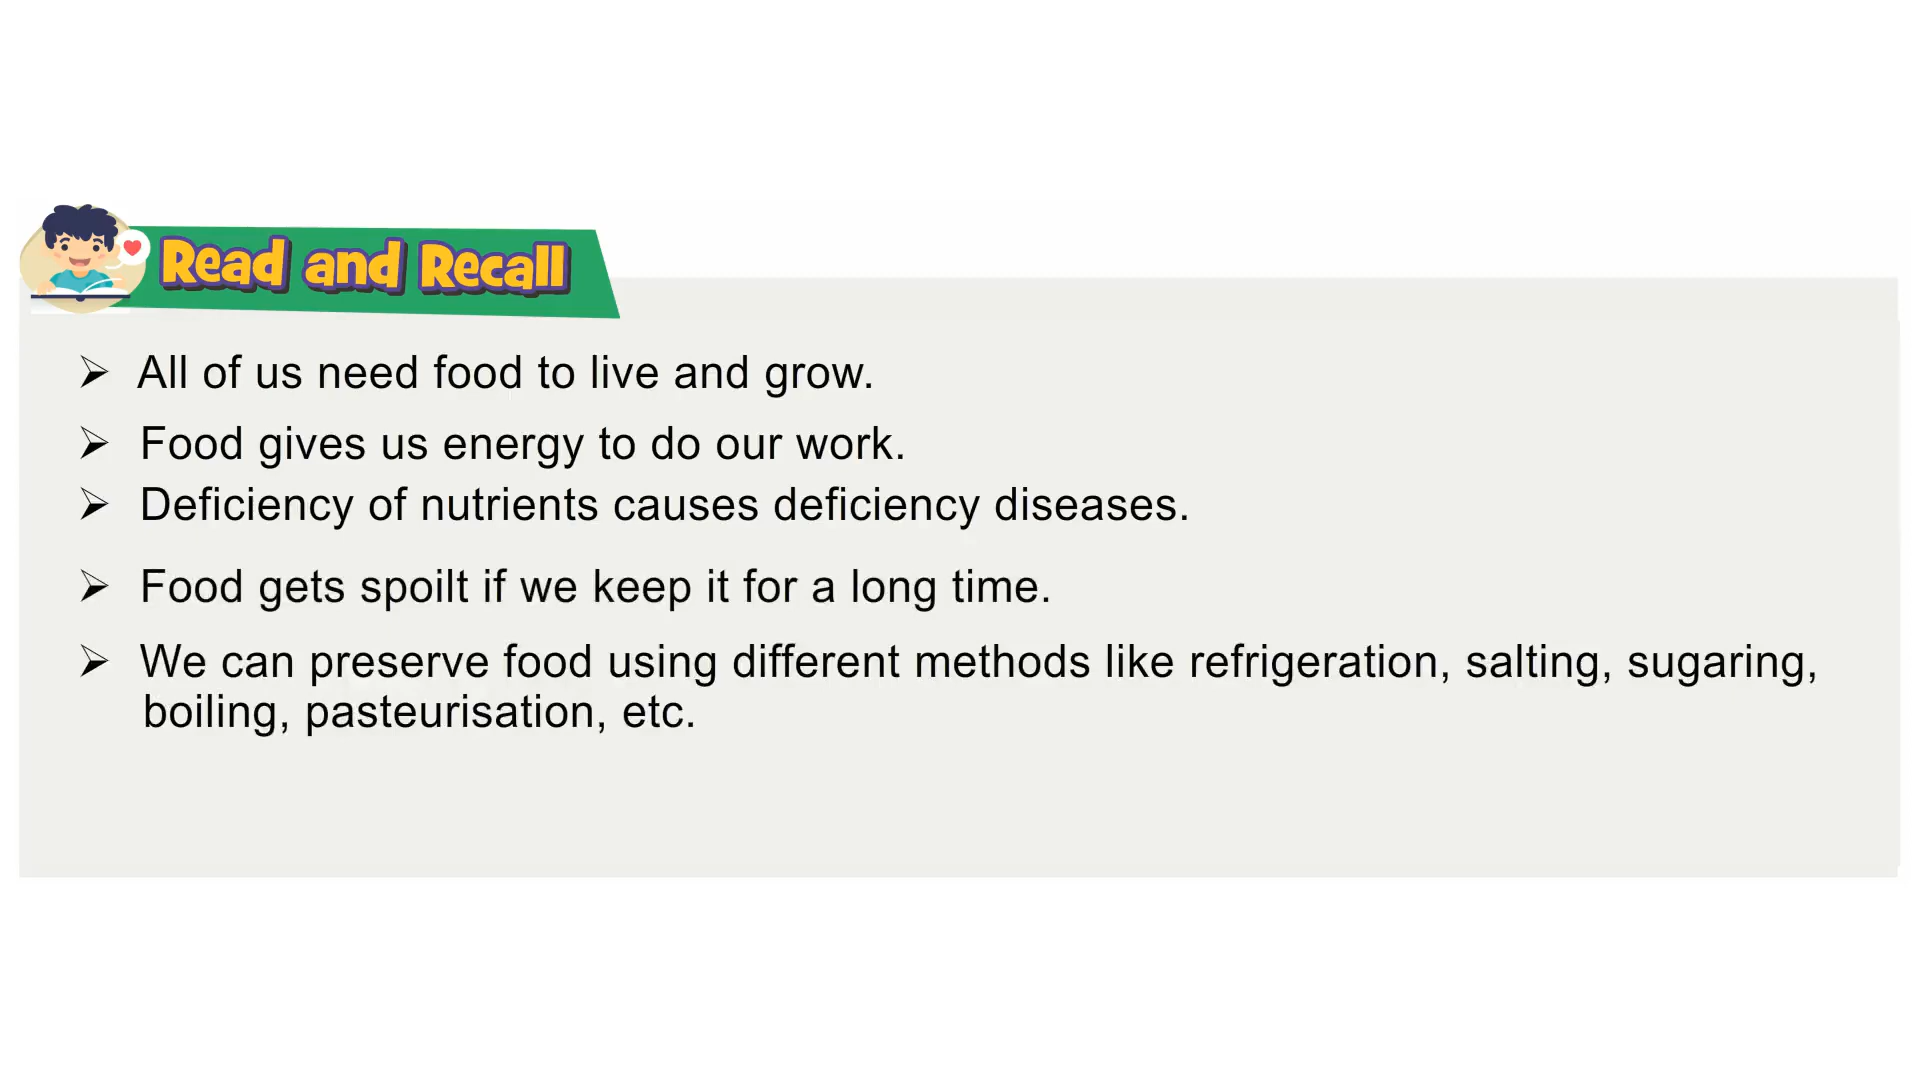 Read and Recall
➢ All of us need food to live and grow.
➢ Food gives us energy to do our work.
➢ Deficiency of nutrients causes deficiency diseases.
➢ Food gets spoilt if we keep it for a long time.
➢ We can preserve food using different methods like refrigeration, salting, sugaring,
boiling, pasteurisation, etc.